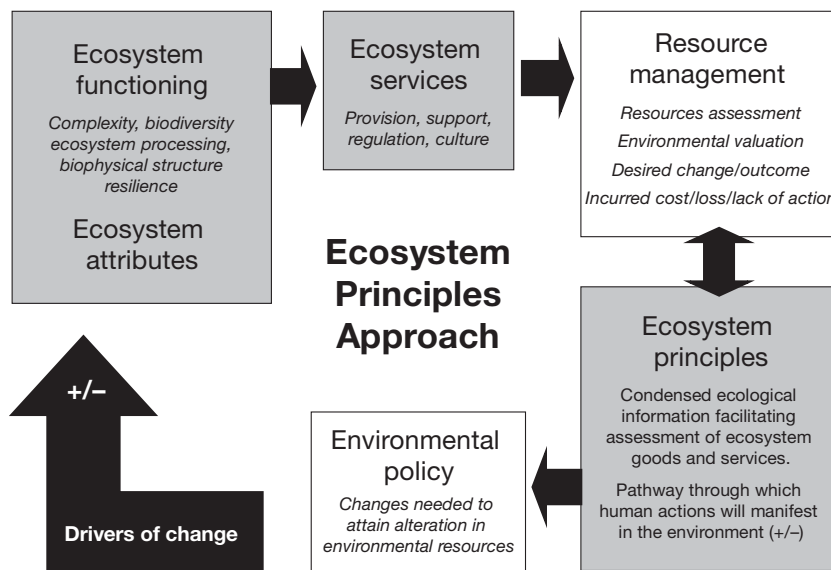 Ecosystem
functioning
Complexity, biodiversity
ecosystem processing,
biophysical structure
resilience
Ecosystem
attributes
Ecosystem
services
Provision, support,
regulation, culture
Resource
management
Resources assessment
Environmental valuation
Desired change/outcome
Incurred cost/loss/lack of action
Ecosystem
Principles
Approach
Ecosystem
principles
Condensed ecological
information facilitating
assessment of ecosystem
goods and services.
Pathway through which
human actions will manifest
in the environment (+/–)
Environmental
policy
Changes needed to
attain alteration in
environmental resources
+/–
Drivers of change